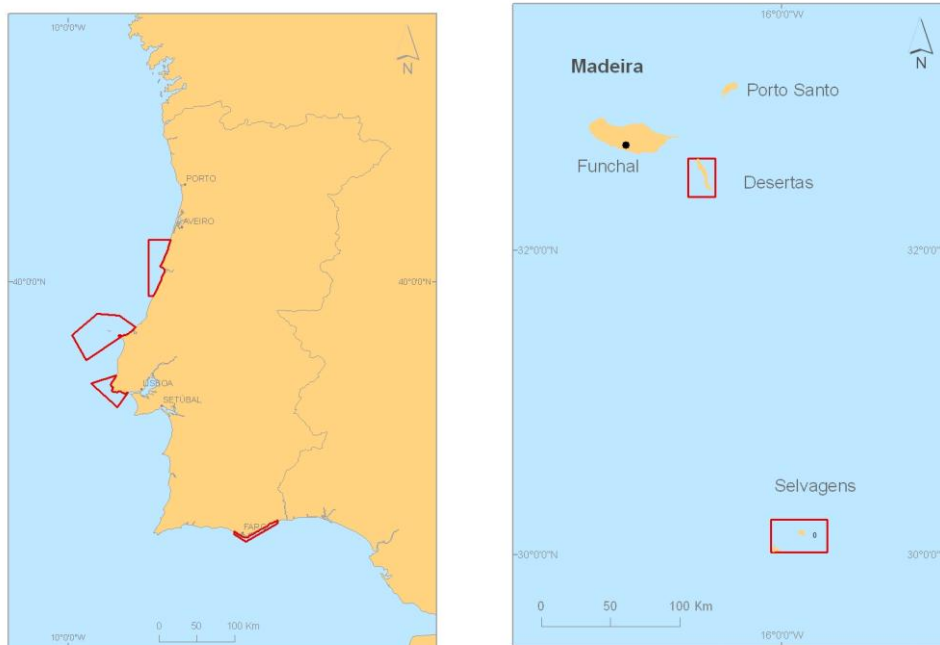 10°0'0"W
N
PORTO
AVEIRO
40°0'0"N
40°0'0"N
LISBOA
SETÚBAL
FARO
10°0'0"W
0 50 100 Km
16°0'0"W
N
Madeira
Porto Santo
Funchal
Desertas
32°0'0"N
32°0'0"N
Selvagens
0
30°0'0"N
30°0'0"N
0 50 100 Km
16°0'0"W